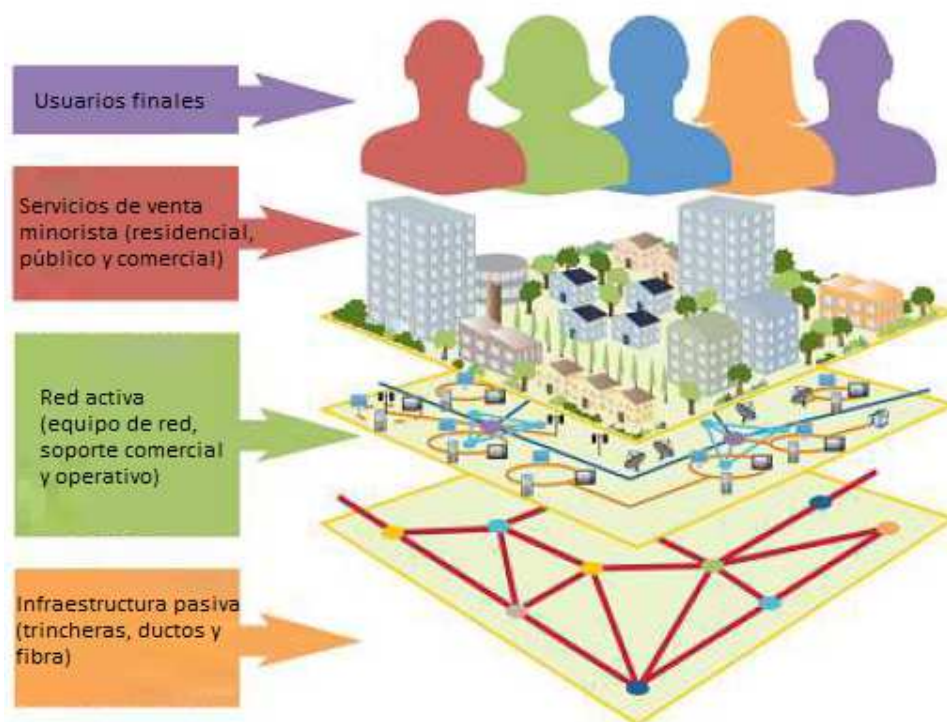 Usuarios finales
Servicios de venta
minorista (residencial,
público y comercial)
Red activa
(equipo de red,
soporte comercial
y operativo)
Infraestructura pasiva
(trincheras, ductos y
fibra)